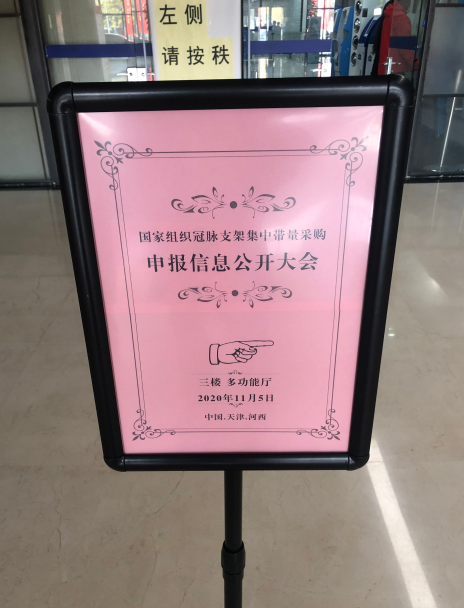 左侧
请按秩
国家组织冠脉支架集中带量采购
申报信息公开大会
三楼 多功能厅
2020年11月5日
中国.天津.河西